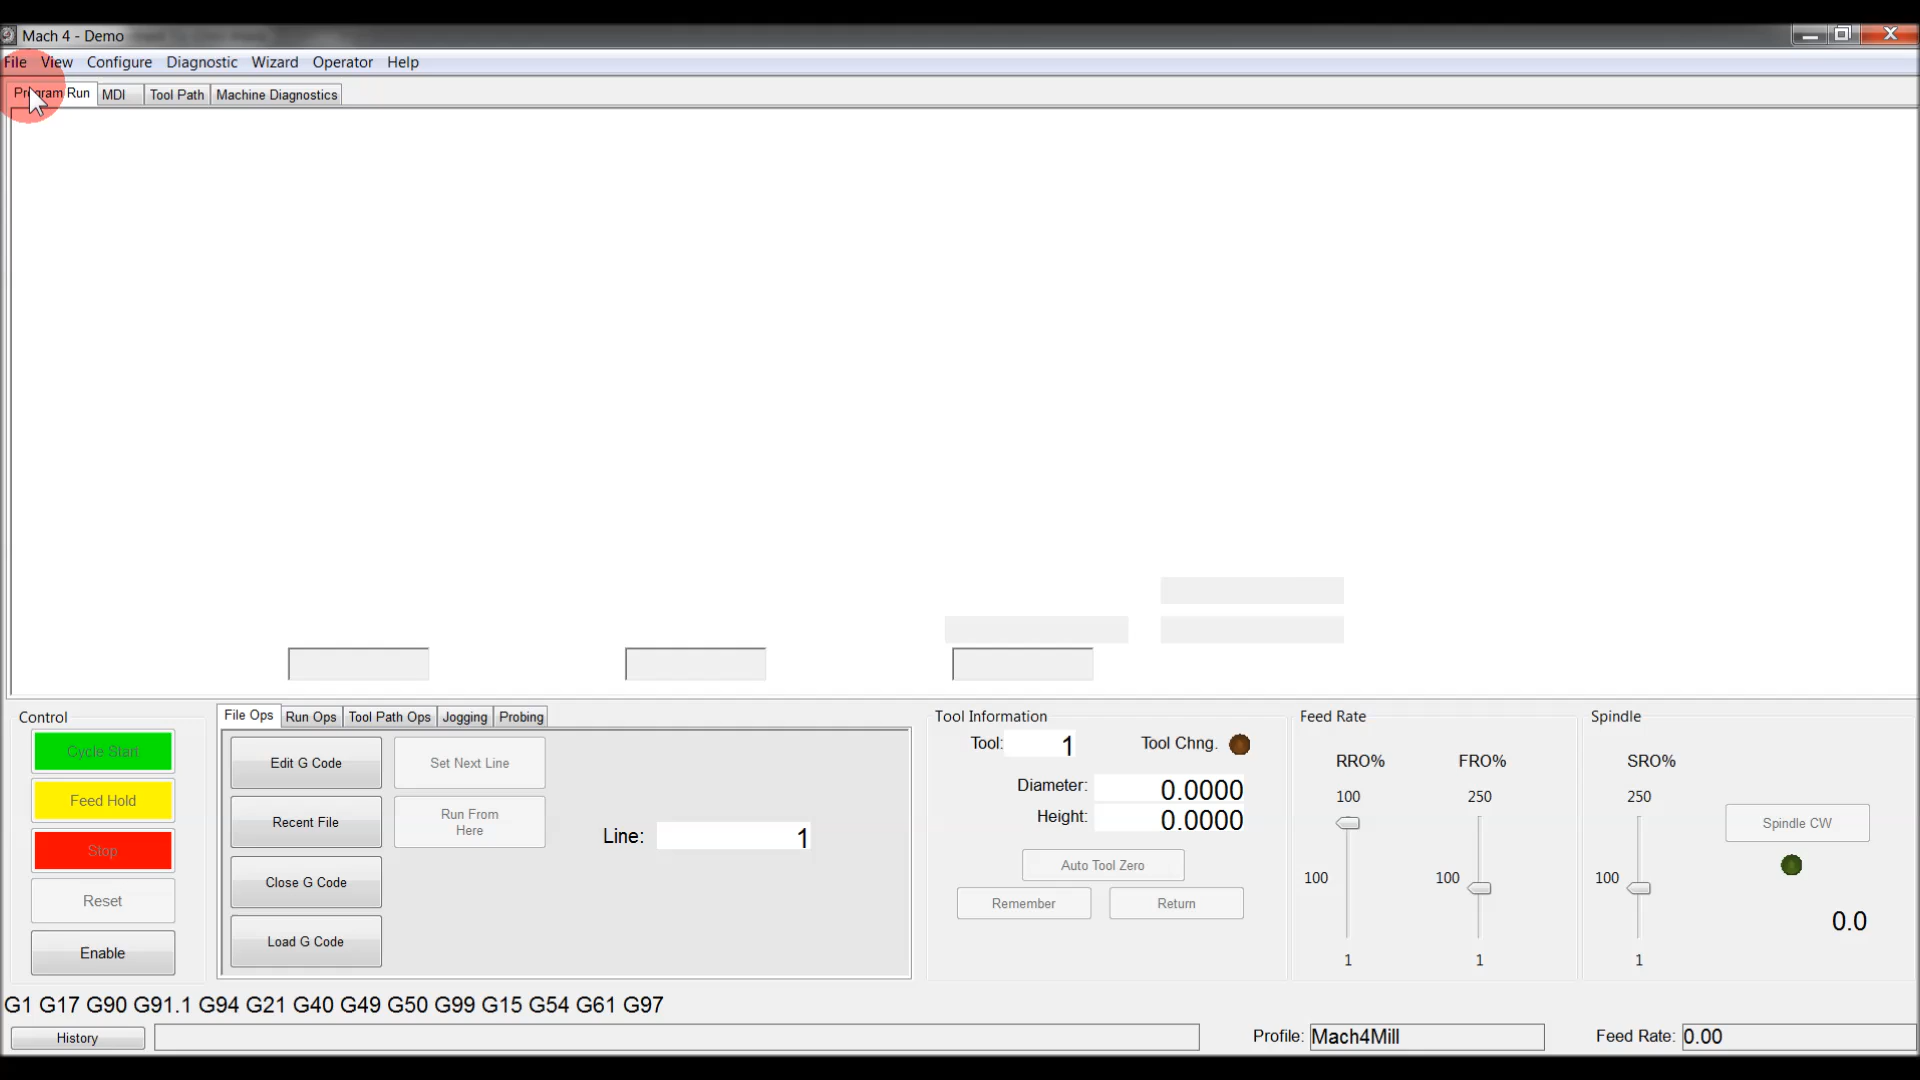 Mach 4 - Demo
File View Configure Diagnostic Wizard Operator Help
Program Run MDI Tool Path Machine Diagnostics
Control
Cycle Start
Feed Hold
Stop
Reset
Enable
File Ops Run Ops Tool Path Ops Jogging Probing
Edit G Code
Set Next Line
Recent File
Run From
Here
Close G Code
Load G Code
Line: 1
Tool Information
Tool: 1 Tool Chng.
Diameter: 0.0000
Height: 0.0000
Auto Tool Zero
Remember Return
Feed Rate
RRO% FRO%
100 250
100 100
1 1
Spindle
SRO%
250
100
1
Spindle CW
0.0
G1 G17 G90 G91.1 G94 G21 G40 G49 G50 G99 G15 G54 G61 G97
History
Profile: Mach4Mill
Feed Rate: 0.00